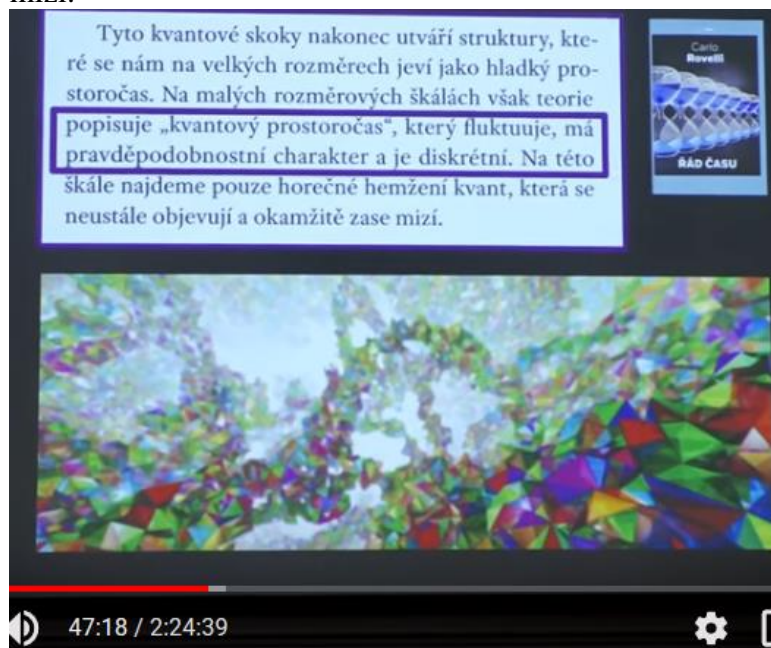 Tyto kvantové skoky nakonec utváří struktury, kte-
ré se nám na velkých rozměrech jeví jako hladký pro-
storočas. Na malých rozměrových škálách však teorie
popisuje „kvantový prostoročas“, který fluktuuje, má
pravděpodobnostní charakter a je diskrétní. Na této
škále najdeme pouze horečné hemžení kvant, která se
neustále objevují a okamžitě zase mizí.
Carlo
Rovelli
ŘÁD ČASU
47:18 / 2:24:39